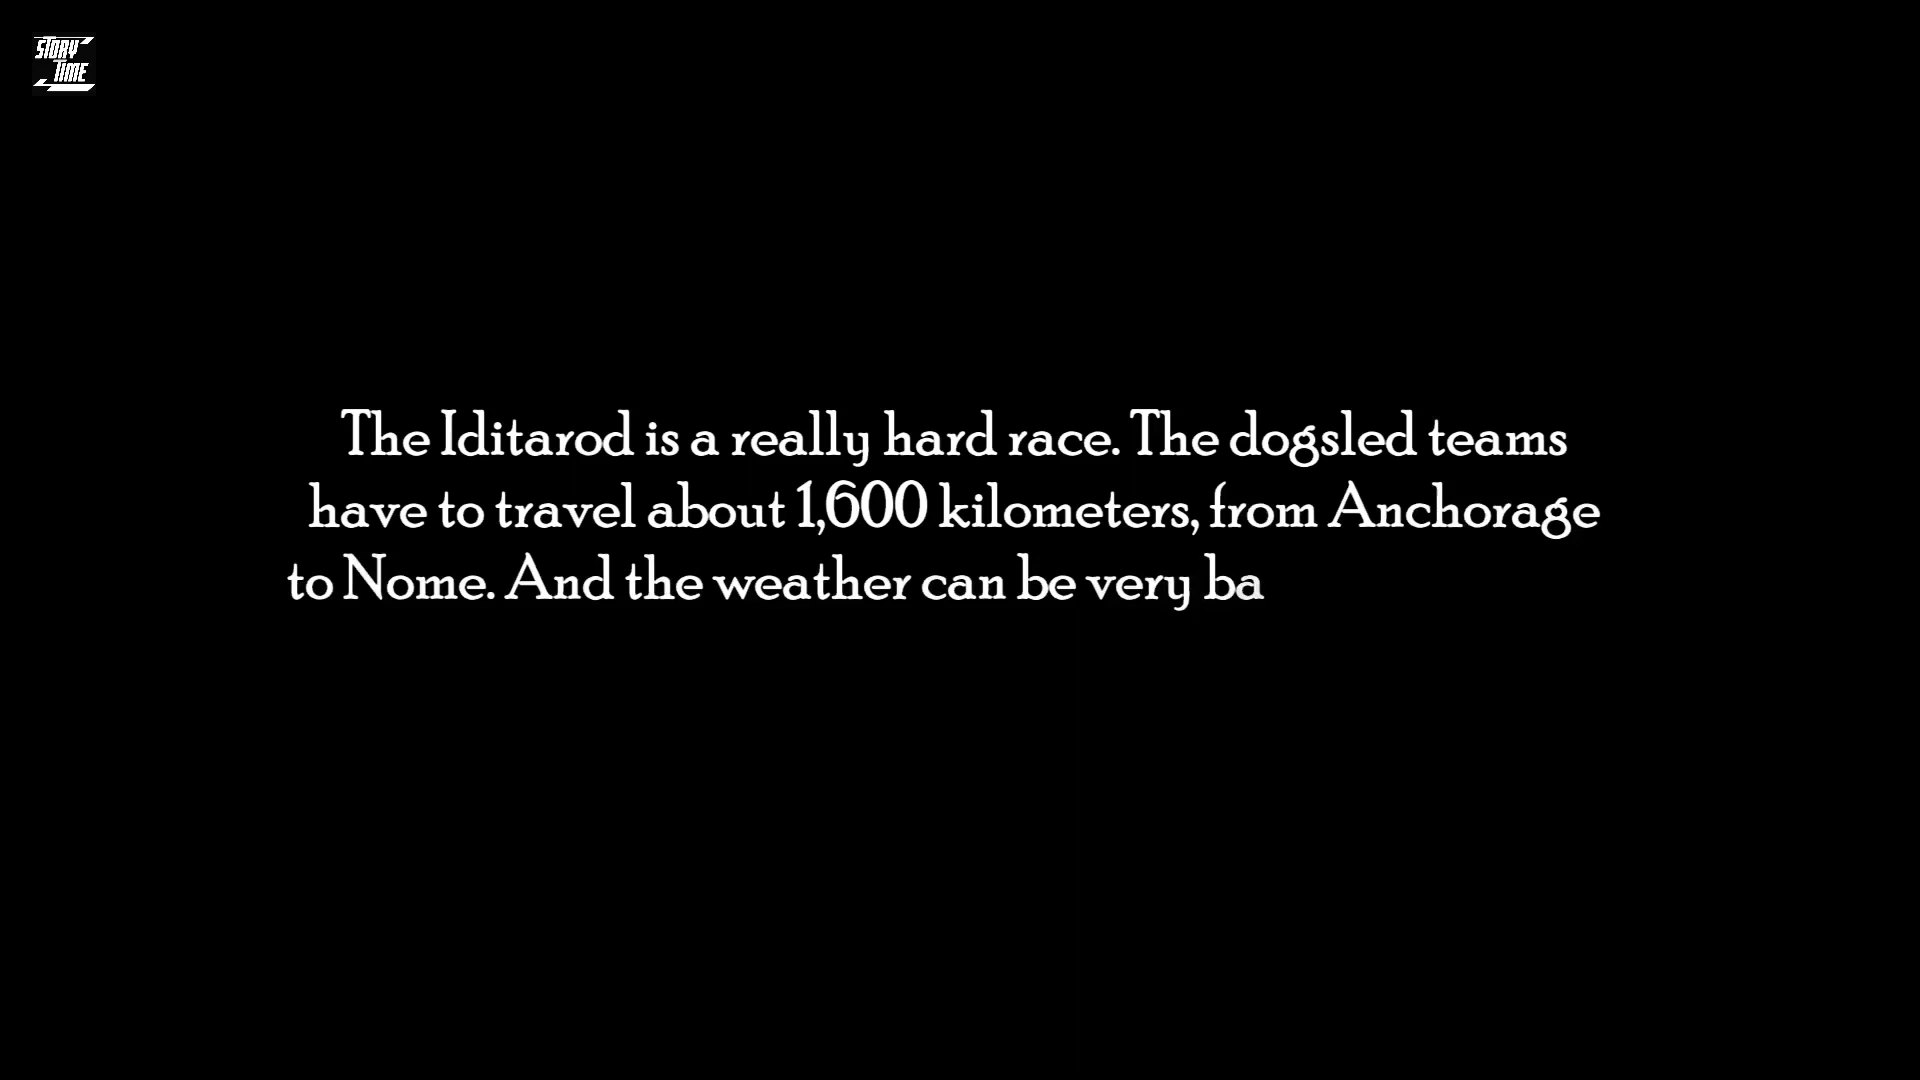 STORY
TIME
The Iditarod is a really hard race. The dogsled teams
have to travel about 1,600 kilometers, from Anchorage
to Nome. And the weather can be very ba